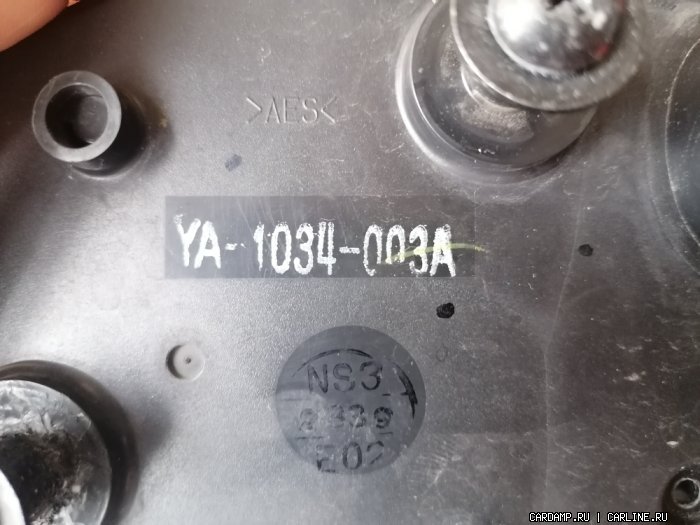 >AES<
YA-1034-003A
NS3
E02
CARDAMP.RU | CARLINE.RU